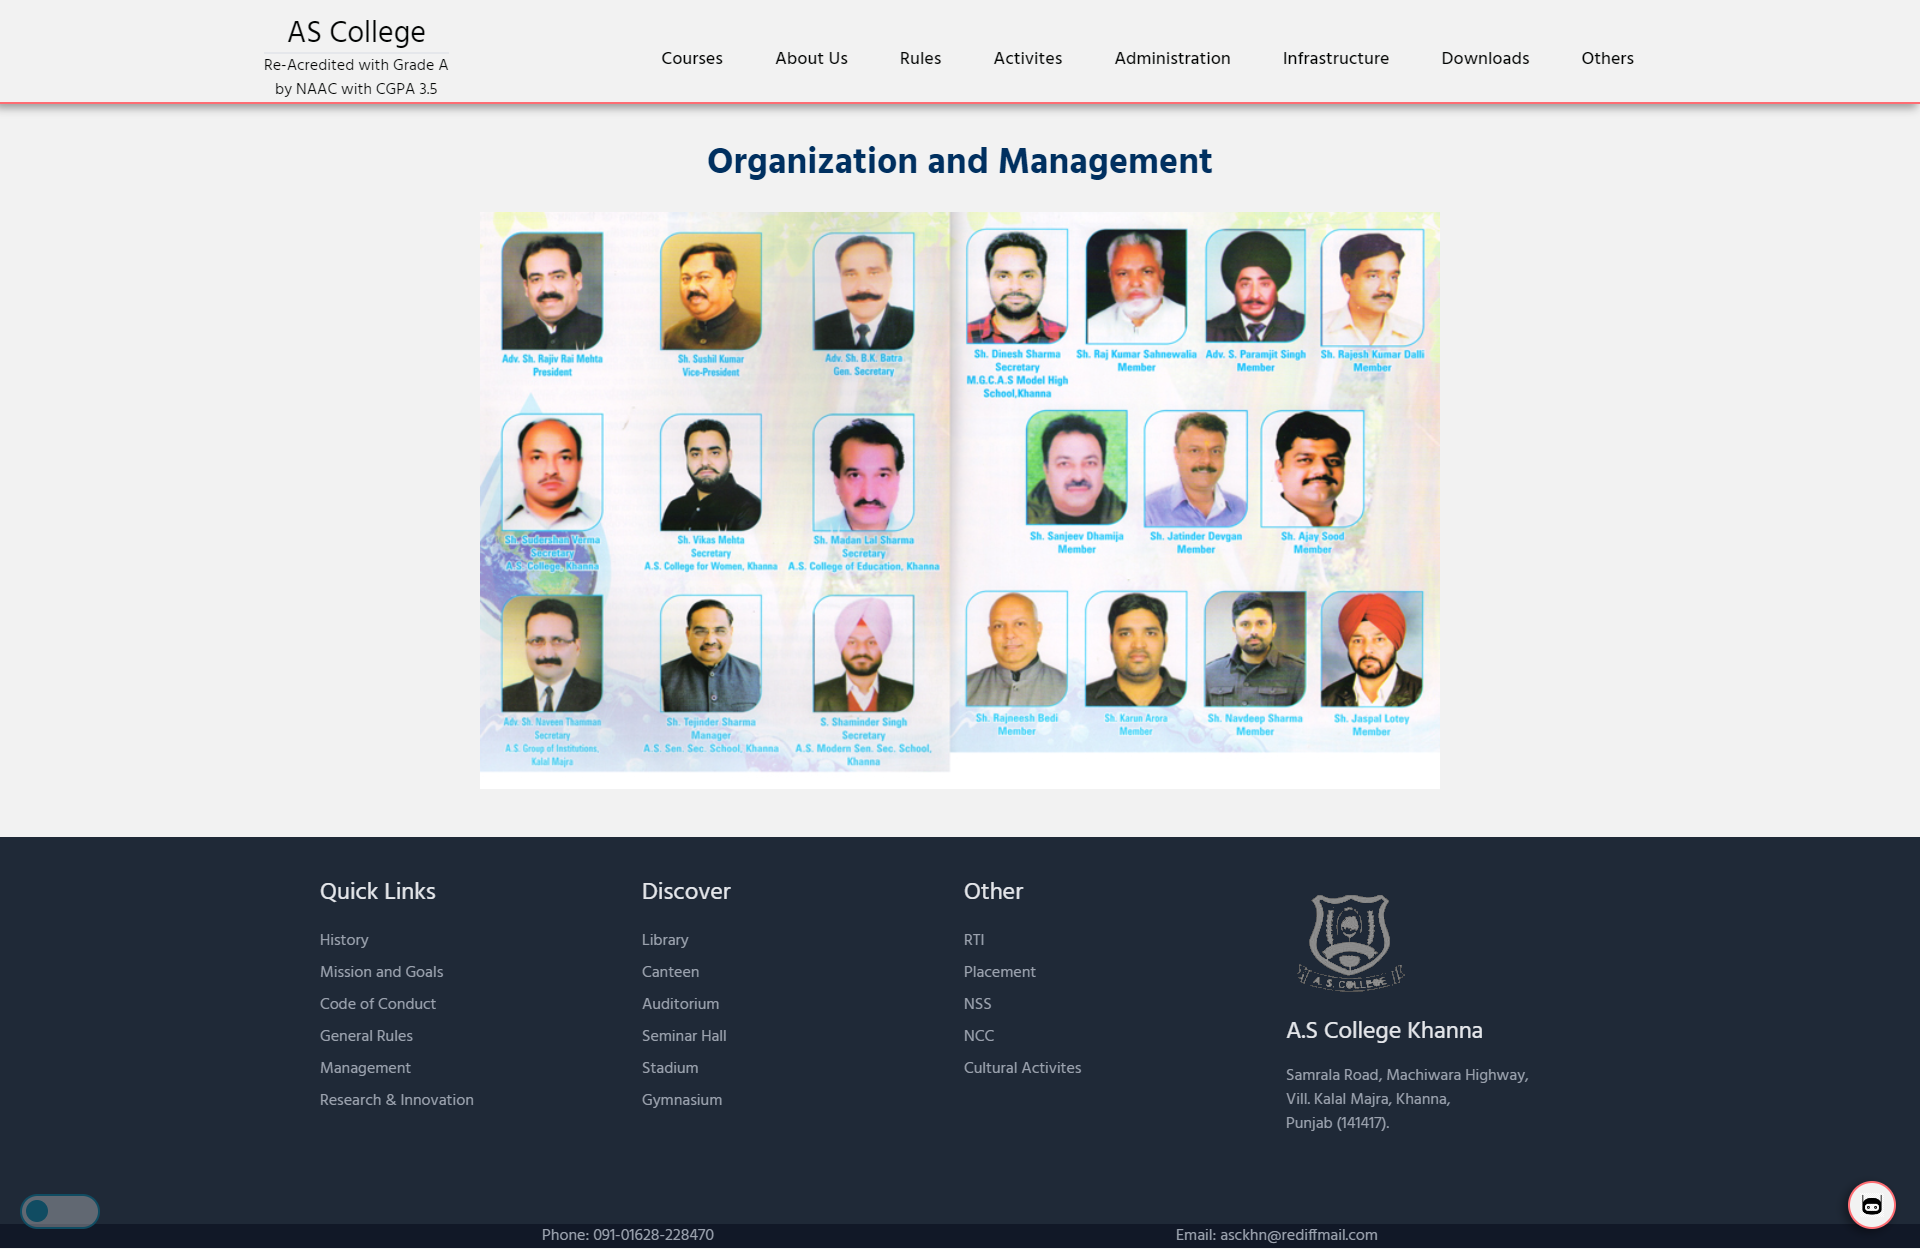 AS College
Re-Acredited with Grade A
by NAAC with CGPA 3.5
Courses
About Us
Rules
Activites
Administration
Infrastructure
Downloads
Others
Organization and Management
Adv. Sh. Rajiv Rai Mehta
President
Sh. Sushil Kumar
Vice-President
Adv. Sh. B.K. Batra
Gen. Secretary
Sh. Dinesh Sharma
Secretary
M.G.C.A.S Model High
School,Khanna
Sh. Raj Kumar Sahnewalia
Member
Adv. S. Paramjit Singh
Member
Sh. Rajesh Kumar Dalli
Member
Sh. Sudershan Verma
Secretary
A.S. College, Khanna
Sh. Vikas Mehta
Secretary
A.S. College for Women, Khanna
Sh. Madan Lal Sharma
Secretary
A.S. College of Education, Khanna
Sh. Sanjeev Dhamija
Member
Sh. Jatinder Devgan
Member
Sh. Ajay Sood
Member
Adv. Sh. Naveen Thamman
Secretary
A.S. Group of Institutions,
Kalal Majra
Sh. Tejinder Sharma
Manager
A.S. Sen. Sec. School, Khanna
S. Shaminder Singh
Secretary
A.S. Modern Sen. Sec. School,
Khanna
Sh. Rajneesh Bedi
Member
Sh. Karun Arora
Member
Sh. Navdeep Sharma
Member
Sh. Jaspal Lotey
Member
Quick Links
History
Mission and Goals
Code of Conduct
General Rules
Management
Research & Innovation
Discover
Library
Canteen
Auditorium
Seminar Hall
Stadium
Gymnasium
Other
RTI
Placement
NSS
NCC
Cultural Activites
A. S. COLLEGE
A.S College Khanna
Samrala Road, Machiwara Highway,
Vill. Kalal Majra, Khanna,
Punjab (141417).
Phone: 091-01628-228470
Email: asckhn@rediffmail.com